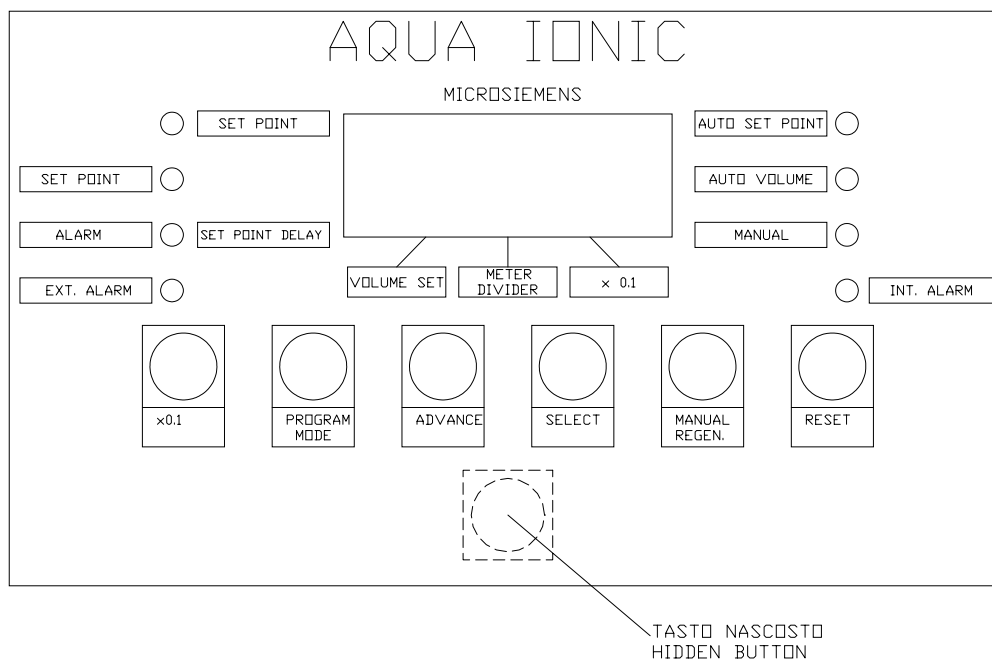 AQUA IONIC
MICROSIEMENS
SET POINT
AUTO SET POINT
SET POINT
AUTO VOLUME
ALARM
SET POINT DELAY
MANUAL
EXT. ALARM
VOLUME SET
METER
DIVIDER
x 0.1
INT. ALARM
x0.1
PROGRAM
MODE
ADVANCE
SELECT
MANUAL
REGEN.
RESET
TASTO NASCOSTO
HIDDEN BUTTON